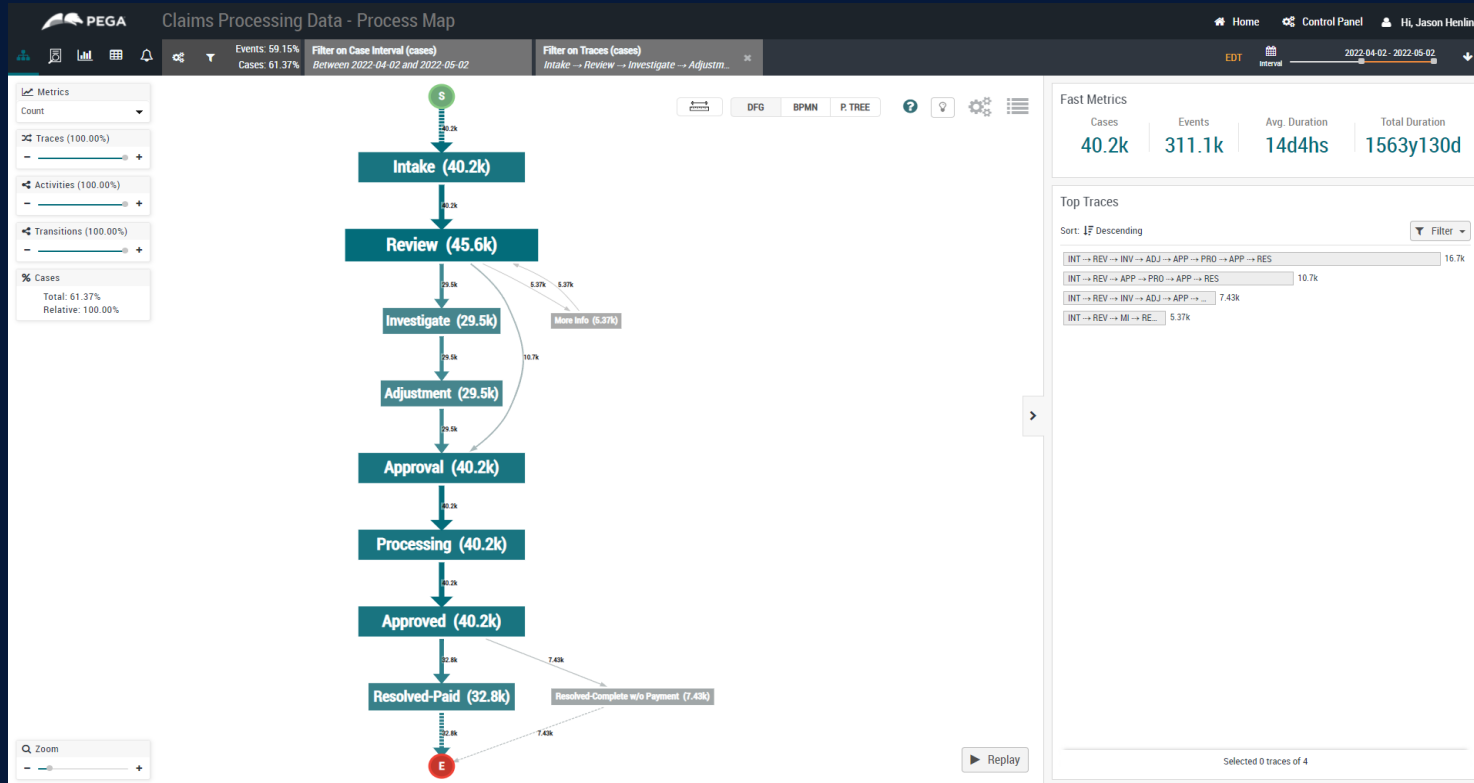 PEGA
Claims Processing Data - Process Map
Home
Control Panel
Hi, Jason Henlin
Events: 59.15%
Cases: 61.37%
Filter on Case Interval (cases)
Between 2022-04-02 and 2022-05-02
Filter on Traces (cases)
Intake → Review → Investigate → Adjustm...
EDT
Interval
2022-04-02 - 2022-05-02
Metrics
Count
Traces (100.00%)
Activities (100.00%)
Transitions (100.00%)
% Cases
Total: 61.37%
Relative: 100.00%
Zoom
DFG
BPMN
P. TREE
S
40.2k
Intake (40.2k)
40.2k
Review (45.6k)
29.5k
5.37k
5.37k
Investigate (29.5k)
More Info (5.37k)
29.5k
10.7k
Adjustment (29.5k)
29.5k
Approval (40.2k)
40.2k
Processing (40.2k)
40.2k
Approved (40.2k)
32.8k
7.43k
Resolved-Paid (32.8k)
Resolved-Complete w/o Payment (7.43k)
32.8k
7.43k
E
Replay
Fast Metrics
Cases
Events
Avg. Duration
Total Duration
40.2k
311.1k
14d4hs
1563y130d
Top Traces
Sort: Descending
Filter
INT → REV → INV → ADJ → APP → PRO → APP → RES
16.7k
INT → REV → APP → PRO → APP → RES
10.7k
INT → REV → INV → ADJ → APP → ...
7.43k
INT → REV → MI → RE...
5.37k
Selected 0 traces of 4